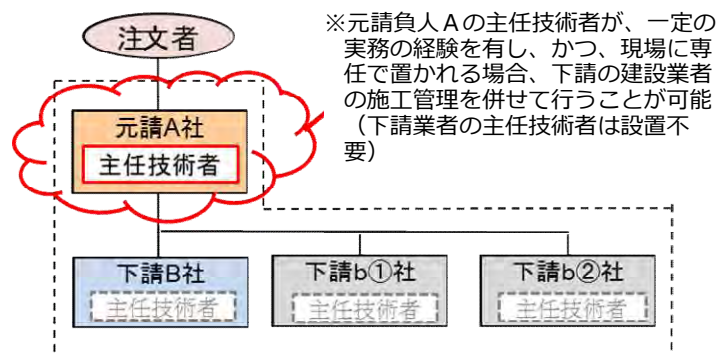 注文者
※元請負人Aの主任技術者が、一定の
実務の経験を有し、かつ、現場に専
任で置かれる場合、下請の建設業者
の施工管理を併せて行うことが可能
（下請業者の主任技術者は設置不
要）
元請A社
主任技術者
下請B社
主任技術者
下請b①社
主任技術者
下請b②社
主任技術者